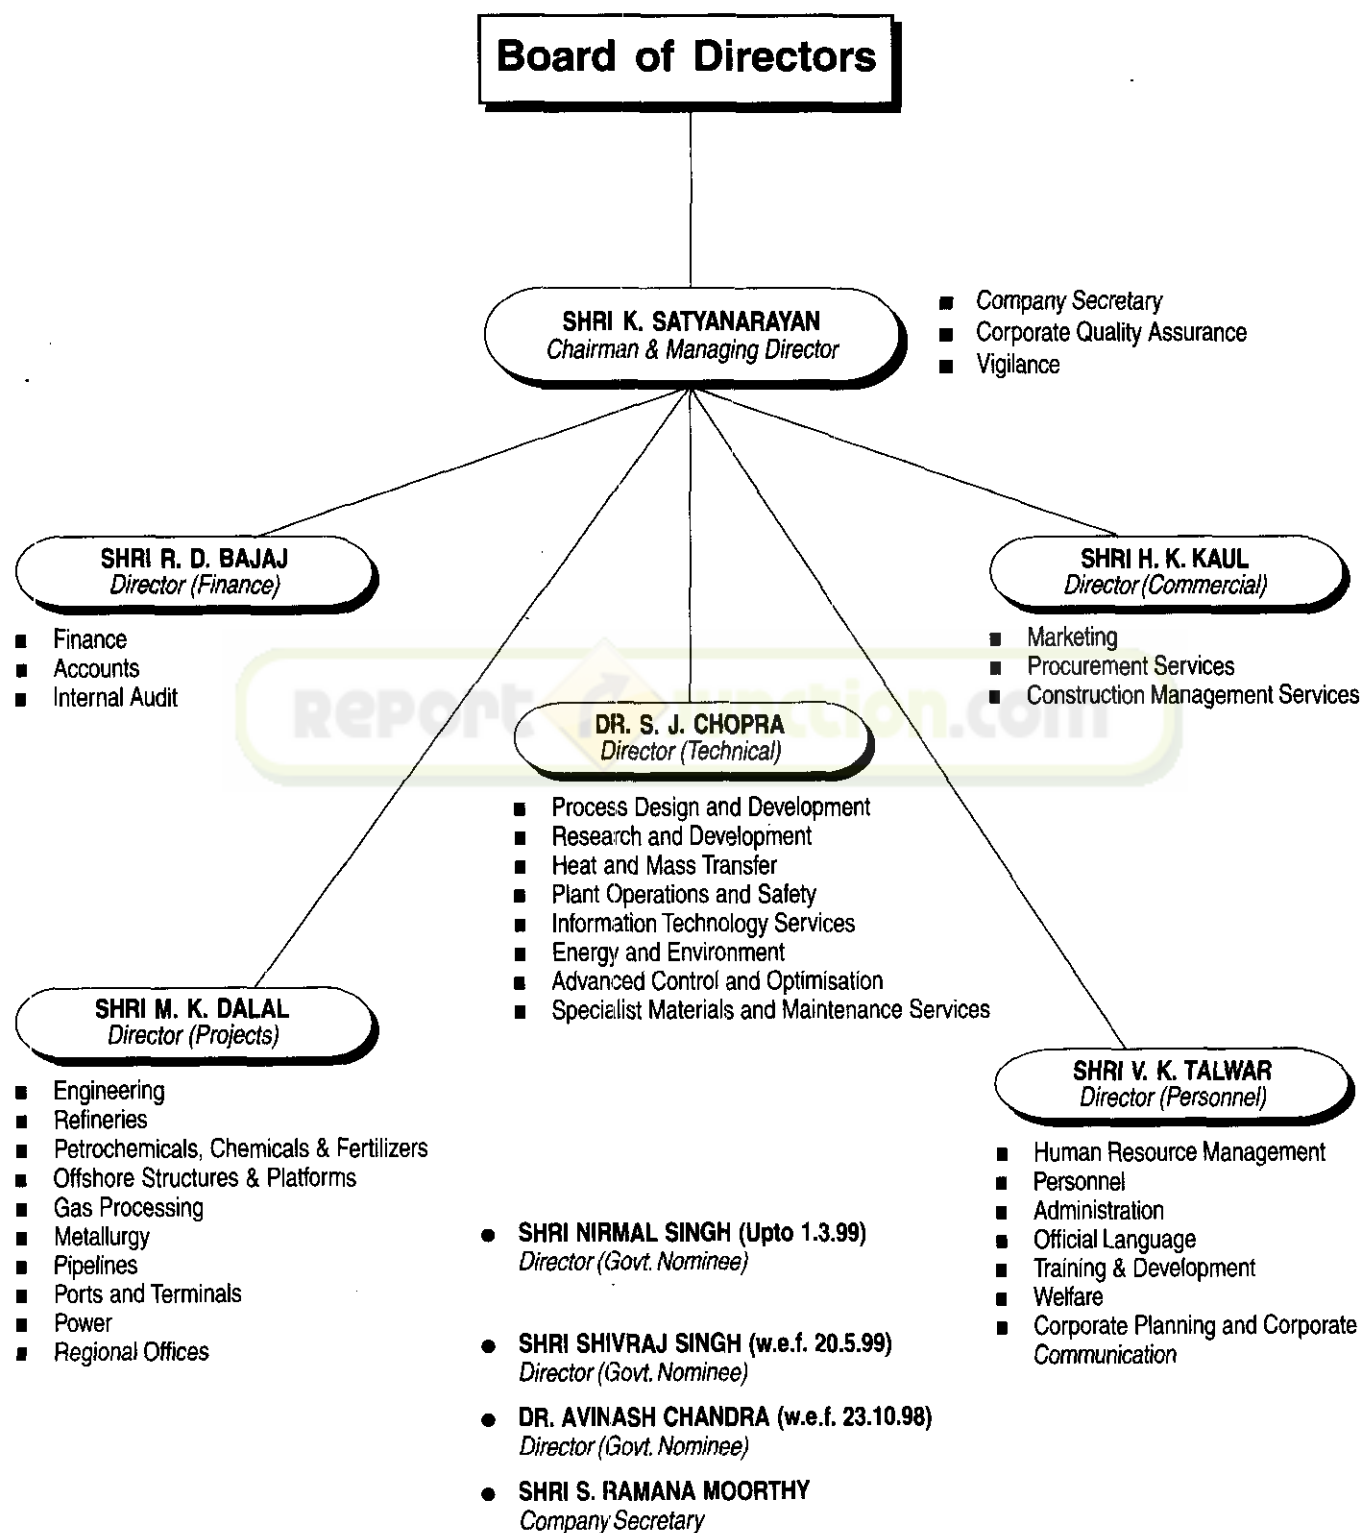 Board of Directors
SHRI K. SATYANARAYAN
Chairman & Managing Director
■ Company Secretary
■ Corporate Quality Assurance
■ Vigilance
SHRI R. D. BAJAJ
Director (Finance)
■ Finance
■ Accounts
■ Internal Audit
SHRI H. K. KAUL
Director (Commercial)
■ Marketing
■ Procurement Services
■ Construction Management Services
DR. S. J. CHOPRA
Director (Technical)
■ Process Design and Development
■ Research and Development
■ Heat and Mass Transfer
■ Plant Operations and Safety
■ Information Technology Services
■ Energy and Environment
■ Advanced Control and Optimisation
■ Specialist Materials and Maintenance Services
SHRI M. K. DALAL
Director (Projects)
■ Engineering
■ Refineries
■ Petrochemicals, Chemicals & Fertilizers
■ Offshore Structures & Platforms
■ Gas Processing
■ Metallurgy
■ Pipelines
■ Ports and Terminals
■ Power
■ Regional Offices
SHRI V. K. TALWAR
Director (Personnel)
■ Human Resource Management
■ Personnel
■ Administration
■ Official Language
■ Training & Development
■ Welfare
■ Corporate Planning and Corporate
Communication
● SHRI NIRMAL SINGH (Upto 1.3.99)
Director (Govt. Nominee)
● SHRI SHIVRAJ SINGH (w.e.f. 20.5.99)
Director (Govt. Nominee)
● DR. AVINASH CHANDRA (w.e.f. 23.10.98)
Director (Govt. Nominee)
● SHRI S. RAMANA MOORTHY
Company Secretary